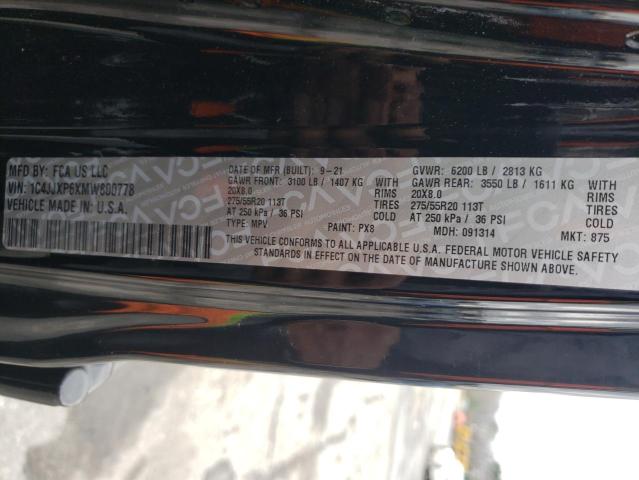 MFD BY: FCA US LLC
DATE OF MFR (BUILT): 9-21
GVWR: 6200 LB / 2813 KG
VIN: 1C4JJXP6XMW800778
GAWR FRONT: 3100 LB / 1407 KG WITH
GAWR REAR: 3550 LB / 1611 KG WITH
20X8.0 RIMS
20X8.0 RIMS
VEHICLE MADE IN: U.S.A.
275/55R20 113T TIRES
275/55R20 113T TIRES
AT 250 kPa / 36 PSI COLD
AT 250 kPa / 36 PSI COLD
TYPE: MPV
PAINT: PX8
MDH: 091314
MKT: 875
THIS VEHICLE CONFORMS TO ALL APPLICABLE U.S.A. FEDERAL MOTOR VEHICLE SAFETY
STANDARDS IN EFFECT ON THE DATE OF MANUFACTURE SHOWN ABOVE.